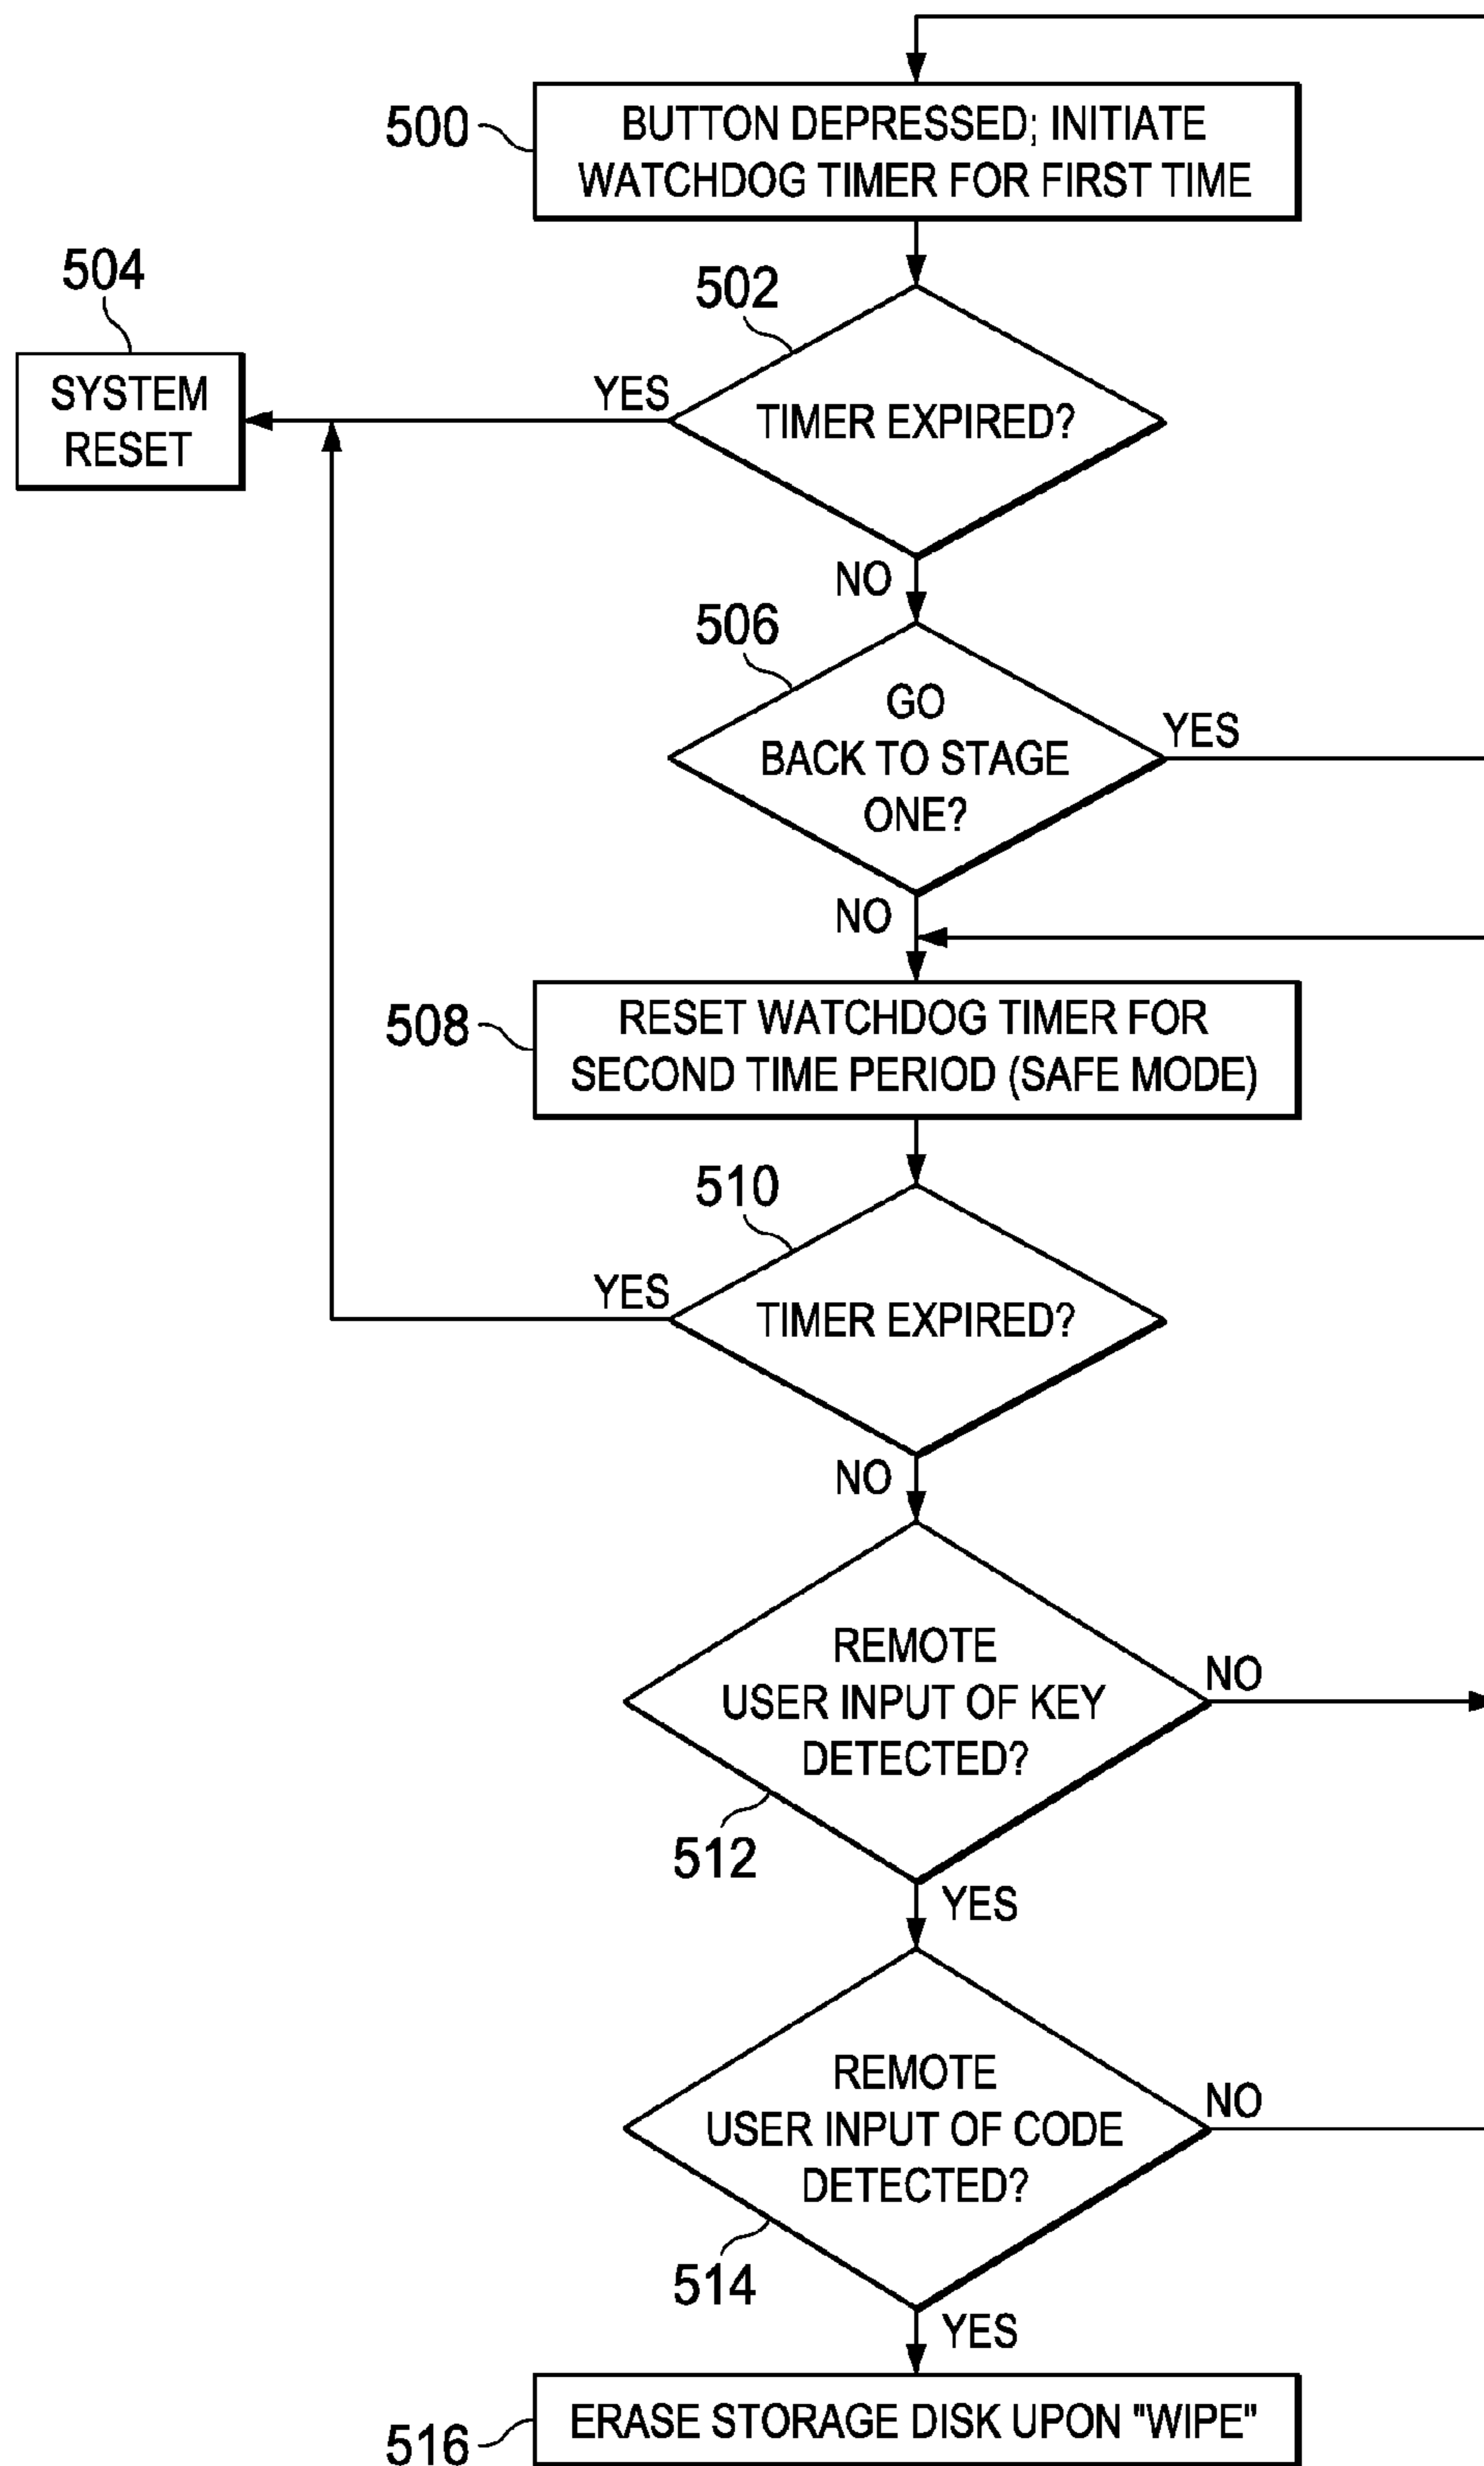 500
BUTTON DEPRESSED; INITIATE
WATCHDOG TIMER FOR FIRST TIME
504
SYSTEM
RESET
502
YES
TIMER EXPIRED?
NO
506
GO
BACK TO STAGE
ONE?
YES
NO
508
RESET WATCHDOG TIMER FOR
SECOND TIME PERIOD (SAFE MODE)
510
YES
TIMER EXPIRED?
NO
REMOTE
USER INPUT OF KEY
DETECTED?
NO
512
YES
REMOTE
USER INPUT OF CODE
DETECTED?
NO
514
YES
516
ERASE STORAGE DISK UPON "WIPE"